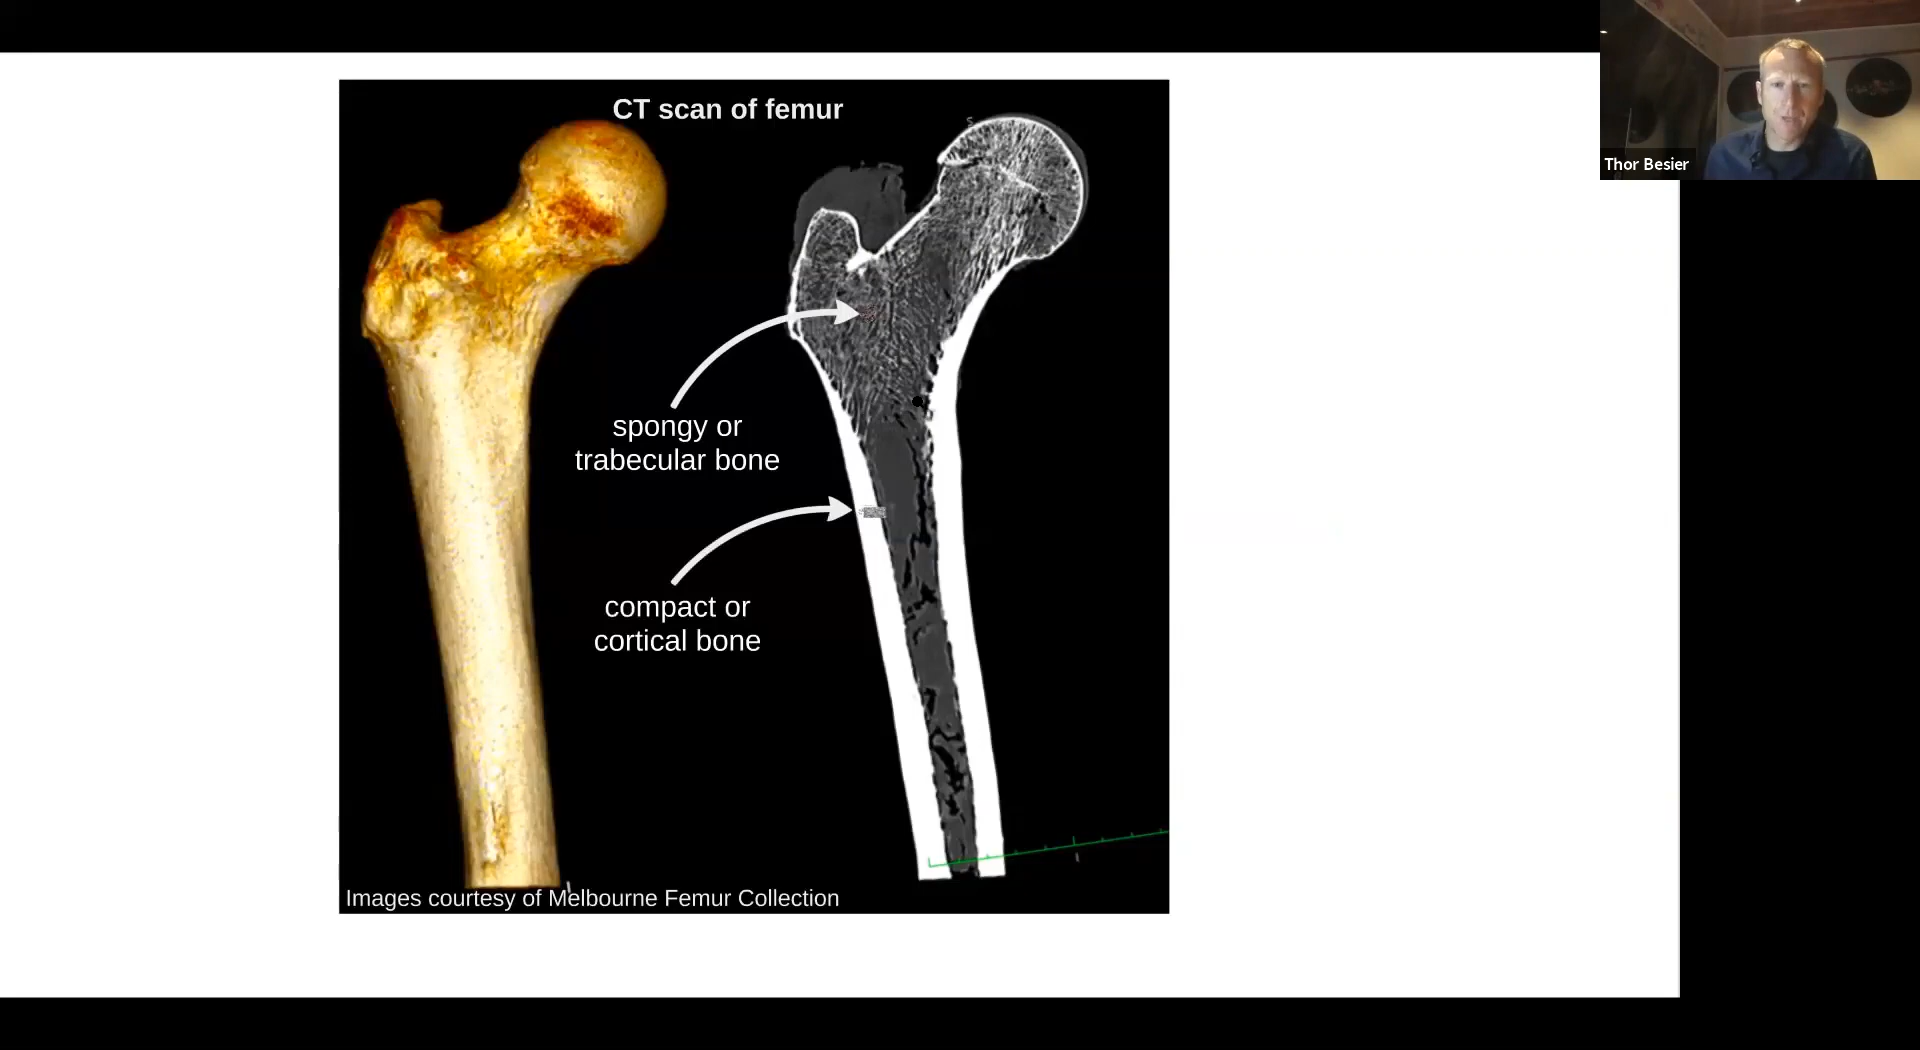 CT scan of femur
Thor Besier
spongy or
trabecular bone
compact or
cortical bone
Images courtesy of Melbourne Femur Collection